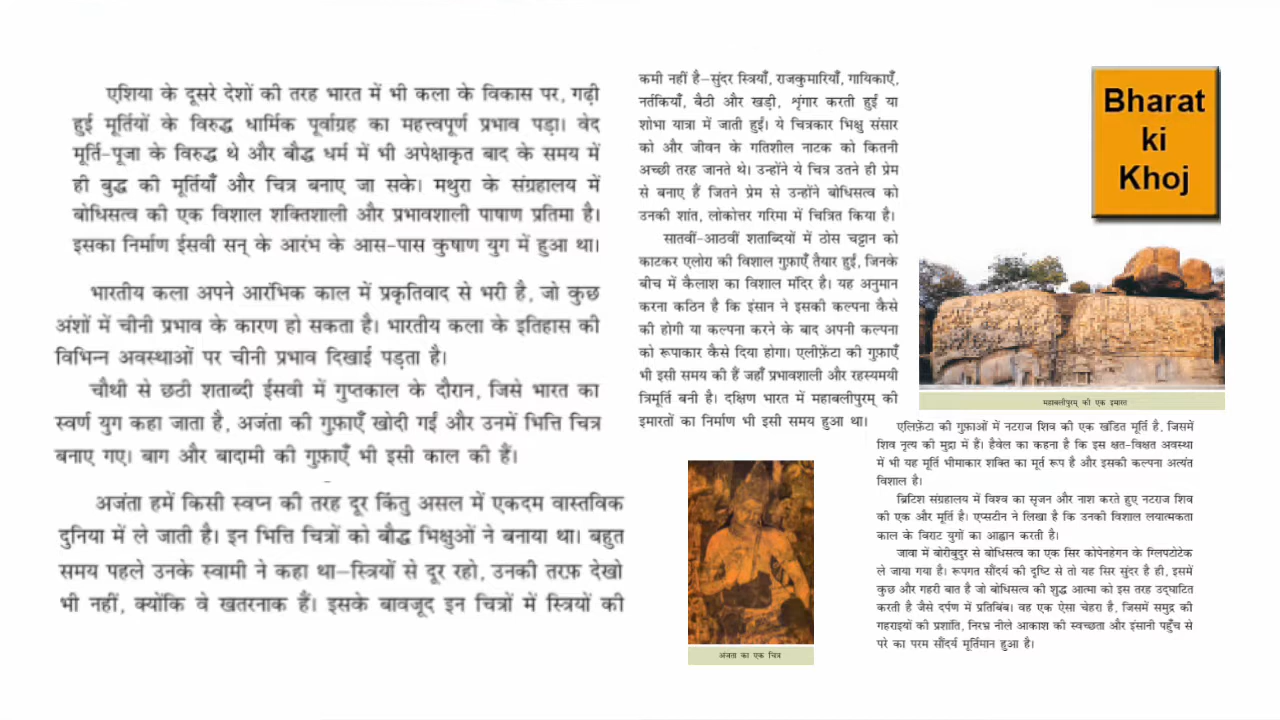 एशिया के दूसरे देशों की तरह भारत में भी कला के विकास पर, गढ़ी
हुई मूर्तियों के विरुद्ध धार्मिक पूर्वाग्रह का महत्त्वपूर्ण प्रभाव पड़ा। वेद
मूर्ति-पूजा के विरुद्ध थे और बौद्ध धर्म में भी अपेक्षाकृत बाद के समय में
ही बुद्ध की मूर्तियाँ और चित्र बनाए जा सके। मथुरा के संग्रहालय में
बोधिसत्व की एक विशाल शक्तिशाली और प्रभावशाली पाषाण प्रतिमा है।
इसका निर्माण ईसवी सन् के आरंभ के आस-पास कुषाण युग में हुआ था।
भारतीय कला अपने आरंभिक काल में प्रकृतिवाद से भरी है, जो कुछ
अंशों में चीनी प्रभाव के कारण हो सकता है। भारतीय कला के इतिहास की
विभिन्न अवस्थाओं पर चीनी प्रभाव दिखाई पड़ता है।
चौथी से छठी शताब्दी ईसवी में गुप्तकाल के दौरान, जिसे भारत का
स्वर्ण युग कहा जाता है, अजंता की गुफ़ाएँ खोदी गईं और उनमें भित्ति चित्र
बनाए गए। बाग और बादामी की गुफ़ाएँ भी इसी काल की हैं।
अजंता हमें किसी स्वप्न की तरह दूर किंतु असल में एकदम वास्तविक
दुनिया में ले जाती है। इन भित्ति चित्रों को बौद्ध भिक्षुओं ने बनाया था। बहुत
समय पहले उनके स्वामी ने कहा था–स्त्रियों से दूर रहो, उनकी तरफ़ देखो
भी नहीं, क्योंकि वे खतरनाक हैं। इसके बावजूद इन चित्रों में स्त्रियों की
कमी नहीं है–सुंदर स्त्रियाँ, राजकुमारियाँ, गायिकाएँ,
नर्तकियाँ, बैठी और खड़ी, शृंगार करती हुई या
शोभा यात्रा में जाती हुईं। ये चित्रकार भिक्षु संसार
को और जीवन के गतिशील नाटक को कितनी
अच्छी तरह जानते थे। उन्होंने ये चित्र उतने ही प्रेम
से बनाए हैं जितने प्रेम से उन्होंने बोधिसत्व को
उनकी शांत, लोकोत्तर गरिमा में चित्रित किया है।
सातवीं-आठवीं शताब्दियों में ठोस चट्टान को
काटकर एलोरा की विशाल गुफ़ाएँ तैयार हुईं, जिनके
बीच में कैलाश का विशाल मंदिर है। यह अनुमान
करना कठिन है कि इंसान ने इसकी कल्पना कैसे
की होगी या कल्पना करने के बाद अपनी कल्पना
को रूपाकार कैसे दिया होगा। एलीफ़ेंटा की गुफ़ाएँ
भी इसी समय की हैं जहाँ प्रभावशाली और रहस्यमयी
त्रिमूर्ति बनी है। दक्षिण भारत में महाबलीपुरम् की
इमारतों का निर्माण भी इसी समय हुआ था।
अंजता का एक चित्र
Bharat
ki
Khoj
महाबलीपुरम् की एक इमारत
एलिफ़ेंटा की गुफ़ाओं में नटराज शिव की एक खंडित मूर्ति है, जिसमें
शिव नृत्य की मुद्रा में हैं। हैवेल का कहना है कि इस क्षत-विक्षत अवस्था
में भी यह मूर्ति भीमाकार शक्ति का मूर्त रूप है और इसकी कल्पना अत्यंत
विशाल है।
ब्रिटिश संग्रहालय में विश्व का सृजन और नाश करते हुए नटराज शिव
की एक और मूर्ति है। एप्सटीन ने लिखा है कि उनकी विशाल लयात्मकता
काल के विराट युगों का आह्वान करती है।
जावा में बोरोबुदुर से बोधिसत्व का एक सिर कोपेनहेगन के ग्लिपटोटेक
ले जाया गया है। रूपगत सौंदर्य की दृष्टि से तो यह सिर सुंदर है ही, इसमें
कुछ और गहरी बात है जो बोधिसत्व की शुद्ध आत्मा को इस तरह उद्घाटित
करती है जैसे दर्पण में प्रतिबिंब। वह एक ऐसा चेहरा है, जिसमें समुद्र की
गहराइयों की प्रशांति, निरभ्र नीले आकाश की स्वच्छता और इंसानी पहुँच से
परे का परम सौंदर्य मूर्तिमान हुआ है।